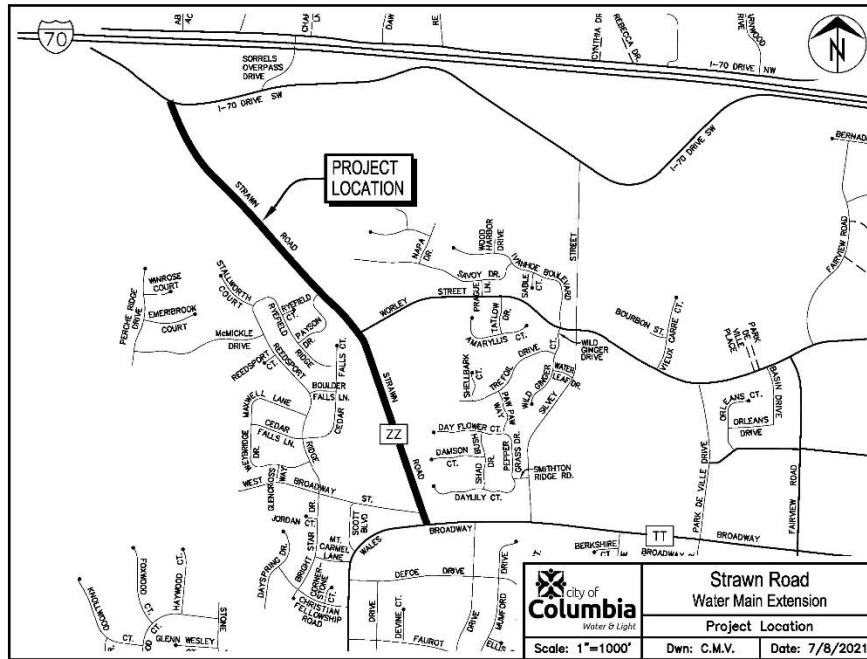 70
CYNTHIA DR.
REBECCA DR.
N
SORRELS
OVERPASS
DRIVE
I-70 DRIVE NW
I-70 DRIVE SW
I-70 DRIVE SW
PROJECT
LOCATION
STRAWN
ROAD
NAPA
DR.
WOOD
HARBOR
DRIVE
IVANHOE BOULEVARD
STREET
FAIRVIEW ROAD
SAVOY DR.
SABLE
CT.
PRAGUE
LN.
STALLWORTH
COURT
WINROSE
COURT
EMERIBROOK
COURT
PERCHE RIDGE
DRIVE
McMICKLE
DRIVE
RYEFIELD
CT.
RYEFIELD
RIDGE
PAYSON
DR.
WORLEY
STREET
TATLOW
DR.
AMARYLLIS CT.
BOURBON ST.
VIEUX CARRE CT.
PARK
DE
VILLE
PLACE
WILD
GINGER
DRIVE
REEDSPORT
CT.
REEDSPORT
RIDGE
BOULDER
FALLS LN.
CEDAR
FALLS CT.
SHELLBARK
CT.
TREFOIL DRIVE
WILD GINGER
CT.
WATER
LEAF DR.
SILVEY
PAW PAW
WAY
BASIN DRIVE
ORLEANS CT.
ORLEANS
DRIVE
MAXWELL LANE
CEDAR
FALLS LN.
WEYBRIDGE
DR.
GLENCROSS
WAY
WEST
BROADWAY
ST.
STRAWN
ZZ
ROAD
DAY FLOWER CT.
DAMSON
CT.
SHAD BUSH
DR.
PEPPER
GRASS DR.
DAYLILY CT.
SMITHTON
RIDGE RD.
PARK DE VILLE DRIVE
FAIRVIEW ROAD
JORDAN CT.
SCOTT
BLVD
BROADWAY
TT
BROADWAY
MT.
CARMEL
LANE
WALES
BRIGHT STAR
DR.
DAYSPRING DR.
CORNER-
STONE CT.
CHRISTIAN
FELLOWSHIP
ROAD
DEFOE DRIVE
DRIVE
DEVINE CT.
FAUROT
DRIVE
MUMFORD
DRIVE
BERKSHIRE
CT.
KNOLLWOOD
CT.
FOXWOOD
CT.
HAYWOOD CT.
GLENN WESLEY
STONE
city of
Columbia
Water & Light
Strawn Road
Water Main Extension
Project Location
Scale: 1"=1000'
Dwn: C.M.V.
Date: 7/8/202